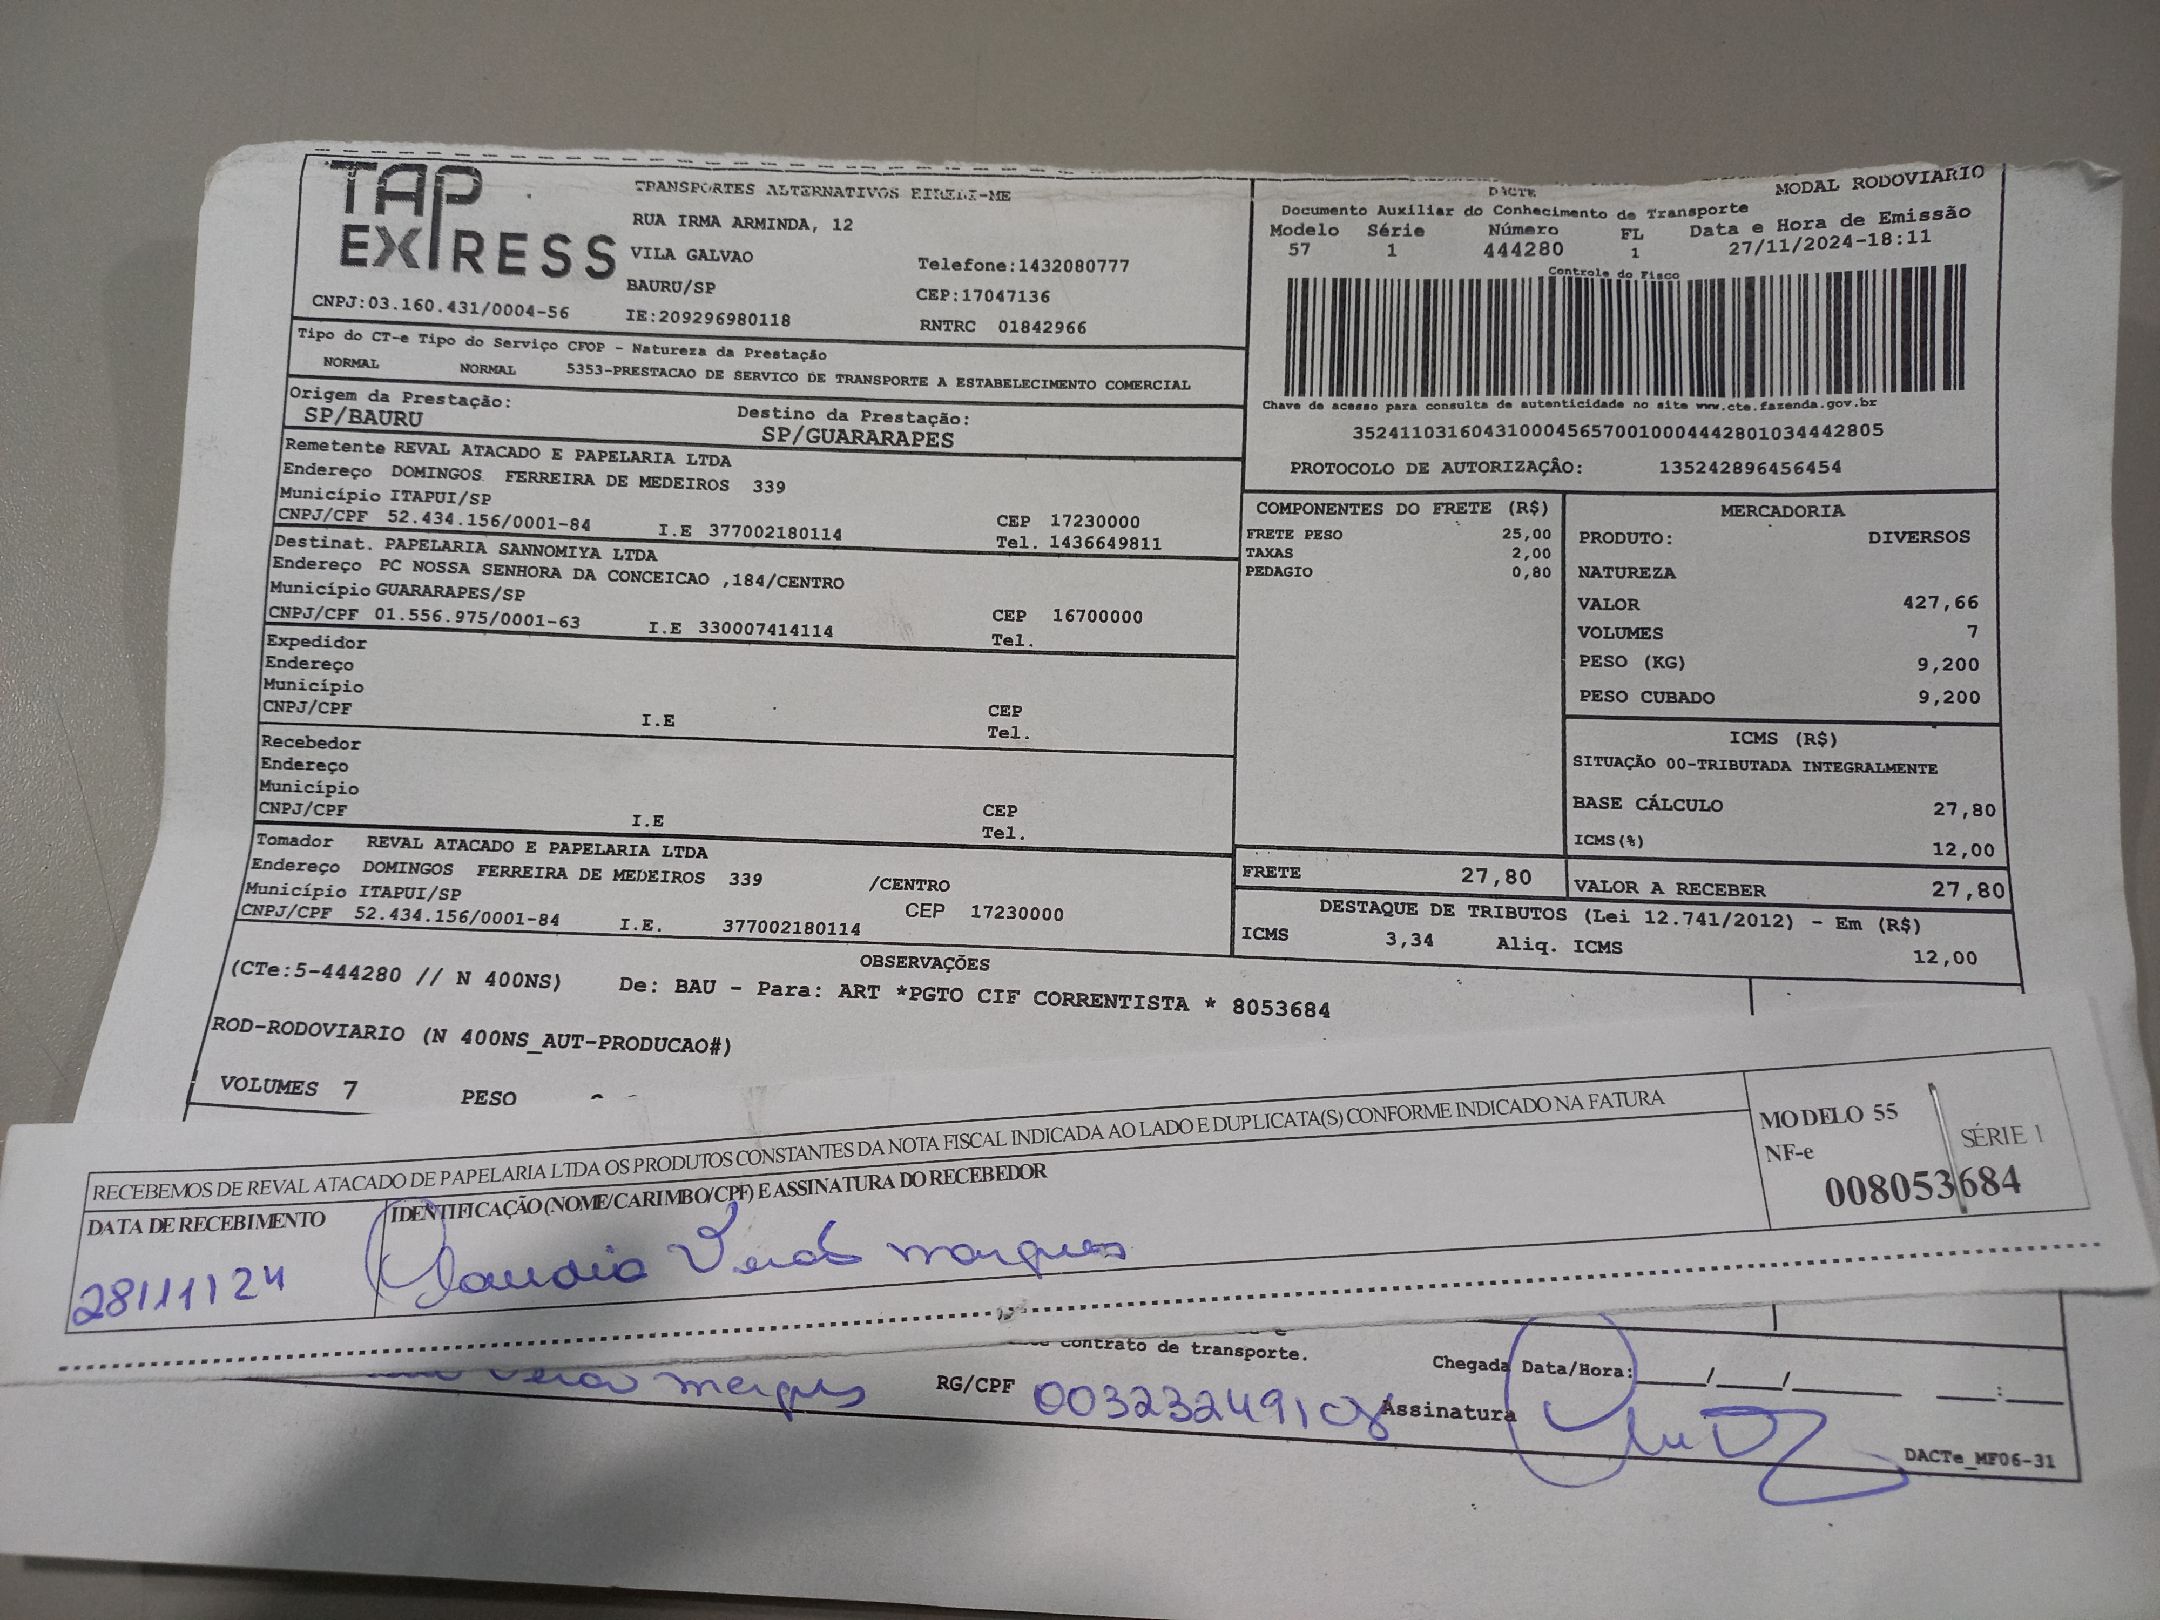 TAP EXPRESS
TRANSPORTES ALTERNATIVOS EIRELI-ME
RUA IRMA ARMINDA, 12
VILA GALVAO Telefone:1432080777
BAURU/SP CEP:17047136
CNPJ:03.160.431/0004-56 IE:209296980118 RNTRC 01842966
DACTE MODAL RODOVIARIO
Documento Auxiliar do Conhecimento de Transporte
Modelo Série Número FL Data e Hora de Emissão
57 1 444280 1 27/11/2024-18:11
Controle do Fisco
Chave de acesso para consulta de autenticidade no site www.cte.fazenda.gov.br
35241103160431000456570010004442801034442805
PROTOCOLO DE AUTORIZAÇÂO: 135242896456454
Tipo do CT-e Tipo do Serviço CFOP - Natureza da Prestação
NORMAL NORMAL 5353-PRESTACAO DE SERVICO DE TRANSPORTE A ESTABELECIMENTO COMERCIAL
Origem da Prestação: Destino da Prestação:
SP/BAURU SP/GUARARAPES
Remetente REVAL ATACADO E PAPELARIA LTDA
Endereço DOMINGOS FERREIRA DE MEDEIROS 339
Município ITAPUI/SP CEP 17230000
CNPJ/CPF 52.434.156/0001-84 I.E 377002180114 Tel. 1436649811
Destinat. PAPELARIA SANNOMIYA LTDA
Endereço PC NOSSA SENHORA DA CONCEICAO ,184/CENTRO
Município GUARARAPES/SP CEP 16700000
CNPJ/CPF 01.556.975/0001-63 I.E 330007414114 Tel.
Expedidor
Endereço
Município CEP
CNPJ/CPF I.E Tel.
Recebedor
Endereço
Município CEP
CNPJ/CPF I.E Tel.
Tomador REVAL ATACADO E PAPELARIA LTDA
Endereço DOMINGOS FERREIRA DE MEDEIROS 339 /CENTRO
Município ITAPUI/SP CEP 17230000
CNPJ/CPF 52.434.156/0001-84 I.E. 377002180114
COMPONENTES DO FRETE (R$)
FRETE PESO 25,00
TAXAS 2,00
PEDAGIO 0,80
MERCADORIA
PRODUTO: DIVERSOS
NATUREZA
VALOR 427,66
VOLUMES 7
PESO (KG) 9,200
PESO CUBADO 9,200
ICMS (R$)
SITUAÇÃO 00-TRIBUTADA INTEGRALMENTE
BASE CÁLCULO 27,80
ICMS(%) 12,00
FRETE 27,80 VALOR A RECEBER 27,80
DESTAQUE DE TRIBUTOS (Lei 12.741/2012) - Em (R$)
ICMS 3,34 Aliq. ICMS 12,00
OBSERVAÇÕES
(CTe:5-444280 // N 400NS) De: BAU - Para: ART *PGTO CIF CORRENTISTA * 8053684
ROD-RODOVIARIO (N 400NS_AUT-PRODUCAO#)
VOLUMES 7 PESO
RECEBEMOS DE REVAL ATACADO DE PAPELARIA LTDA OS PRODUTOS CONSTANTES DA NOTA FISCAL INDICADA AO LADO E DUPLICATA(S) CONFORME INDICADO NA FATURA
DATA DE RECEBIMENTO IDENTIFICAÇÃO (NOME/CARIMBO/CPF) E ASSINATURA DO RECEBEDOR
28/11/24 Claudia Vera marques
MODELO 55 SÉRIE 1
NF-e
008053684
contrato de transporte.
Chegada Data/Hora:____/____/______ ____:____
Vera marques RG/CPF 00323249108 Assinatura
DACTe_MF06-31